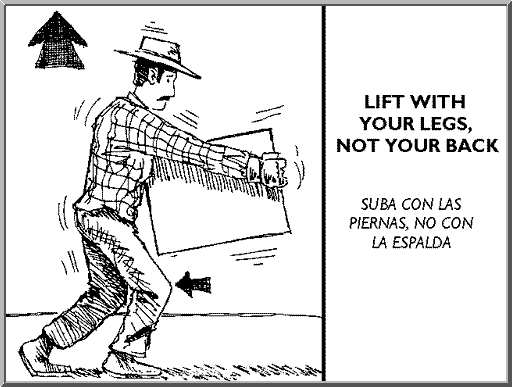 LIFT WITH
YOUR LEGS,
NOT YOUR BACK
SUBA CON LAS
PIERNAS, NO CON
LA ESPALDA